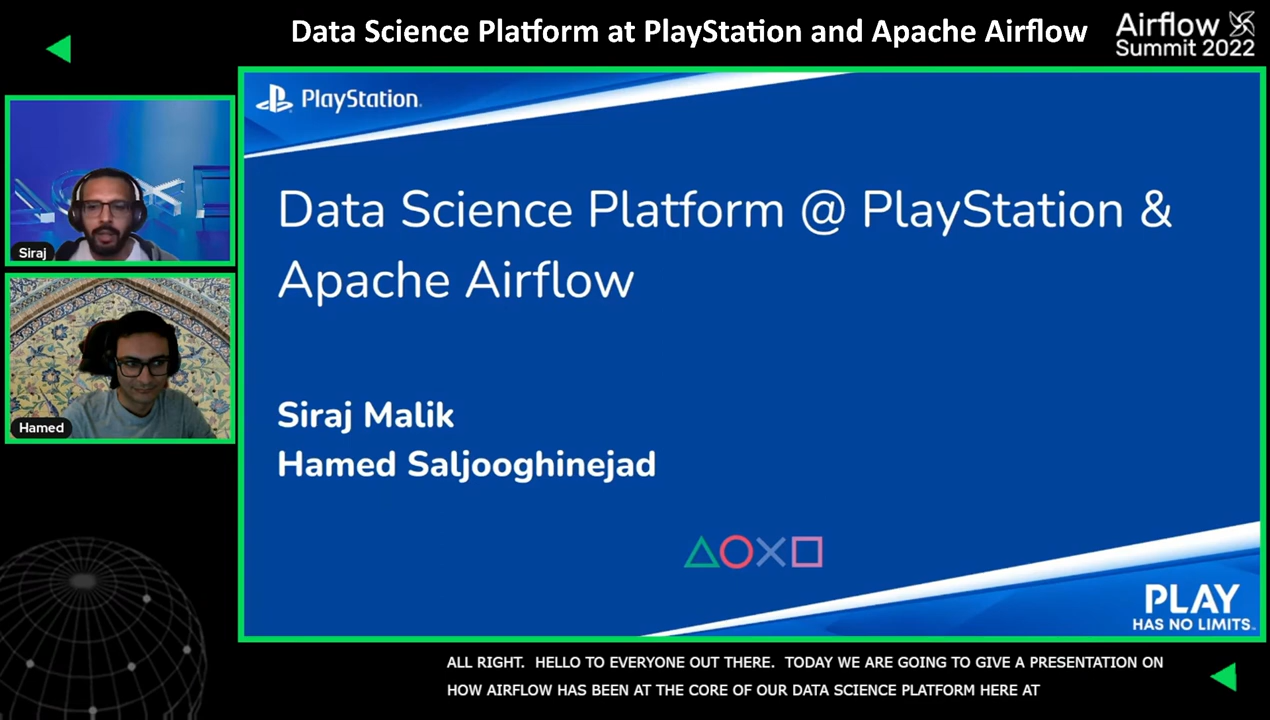 Data Science Platform at PlayStation and Apache Airflow
Airflow
Summit 2022
PlayStation.
Data Science Platform @ PlayStation &
Apache Airflow
Siraj
Hamed
Siraj Malik
Hamed Saljooghinejad
PLAY
HAS NO LIMITS™
ALL RIGHT. HELLO TO EVERYONE OUT THERE. TODAY WE ARE GOING TO GIVE A PRESENTATION ON
HOW AIRFLOW HAS BEEN AT THE CORE OF OUR DATA SCIENCE PLATFORM HERE AT